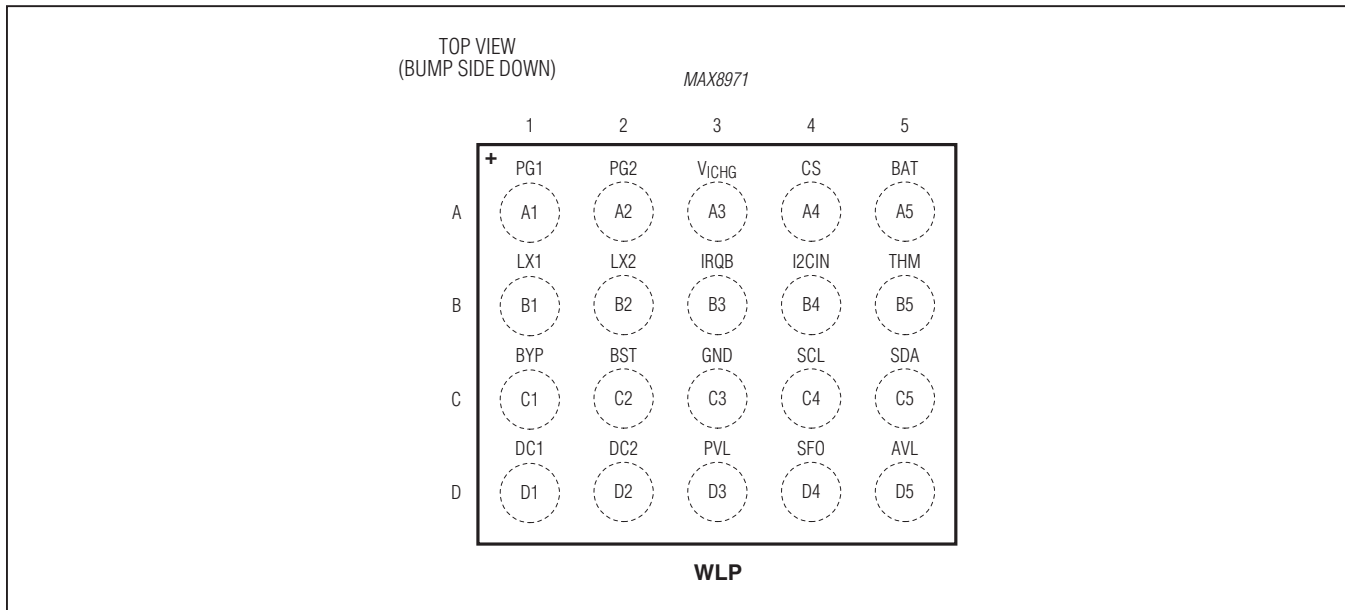 TOP VIEW
(BUMP SIDE DOWN)
MAX8971
1 2 3 4 5
+
PG1 PG2 VICHG CS BAT
A A1 A2 A3 A4 A5
LX1 LX2 IRQB I2CIN THM
B B1 B2 B3 B4 B5
BYP BST GND SCL SDA
C C1 C2 C3 C4 C5
DC1 DC2 PVL SFO AVL
D D1 D2 D3 D4 D5
WLP